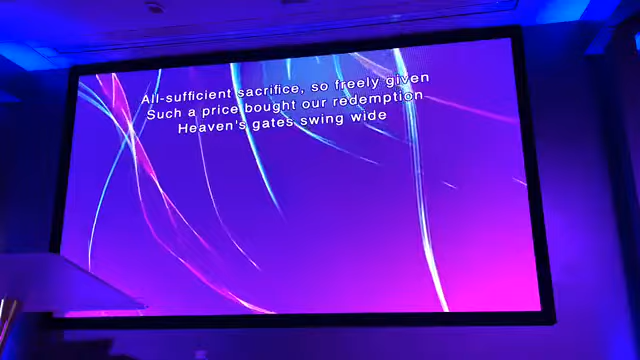 All-sufficient sacrifice, so freely given
Such a price bought our redemption
Heaven's gates swing wide